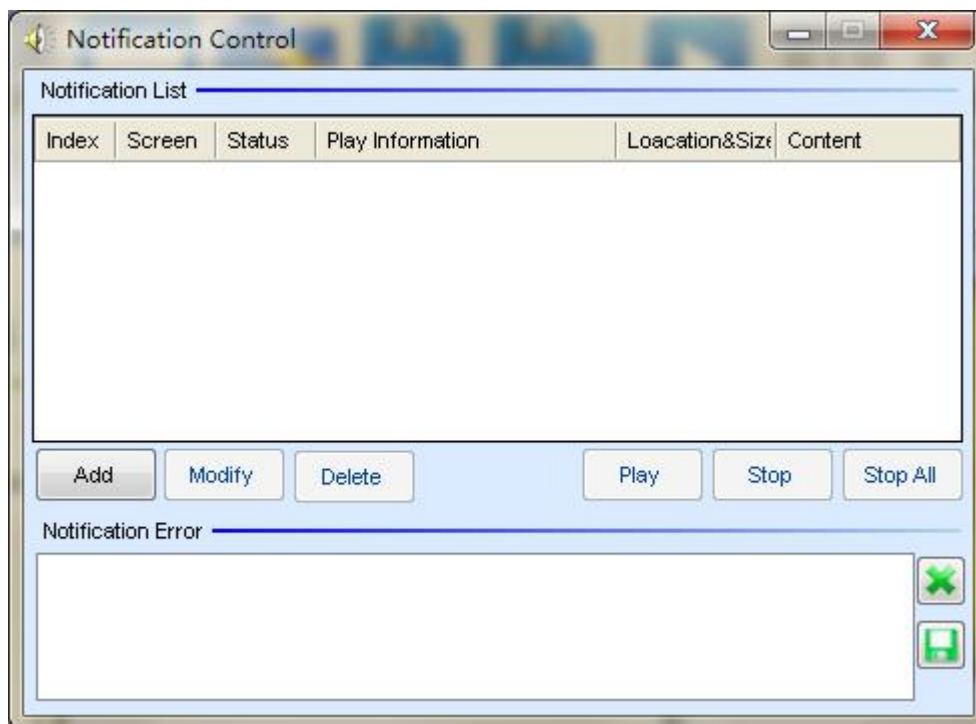 Notification Control
Notification List
Index Screen Status Play Information Loacation&Size Content
Add Modify Delete Play Stop Stop All
Notification Error